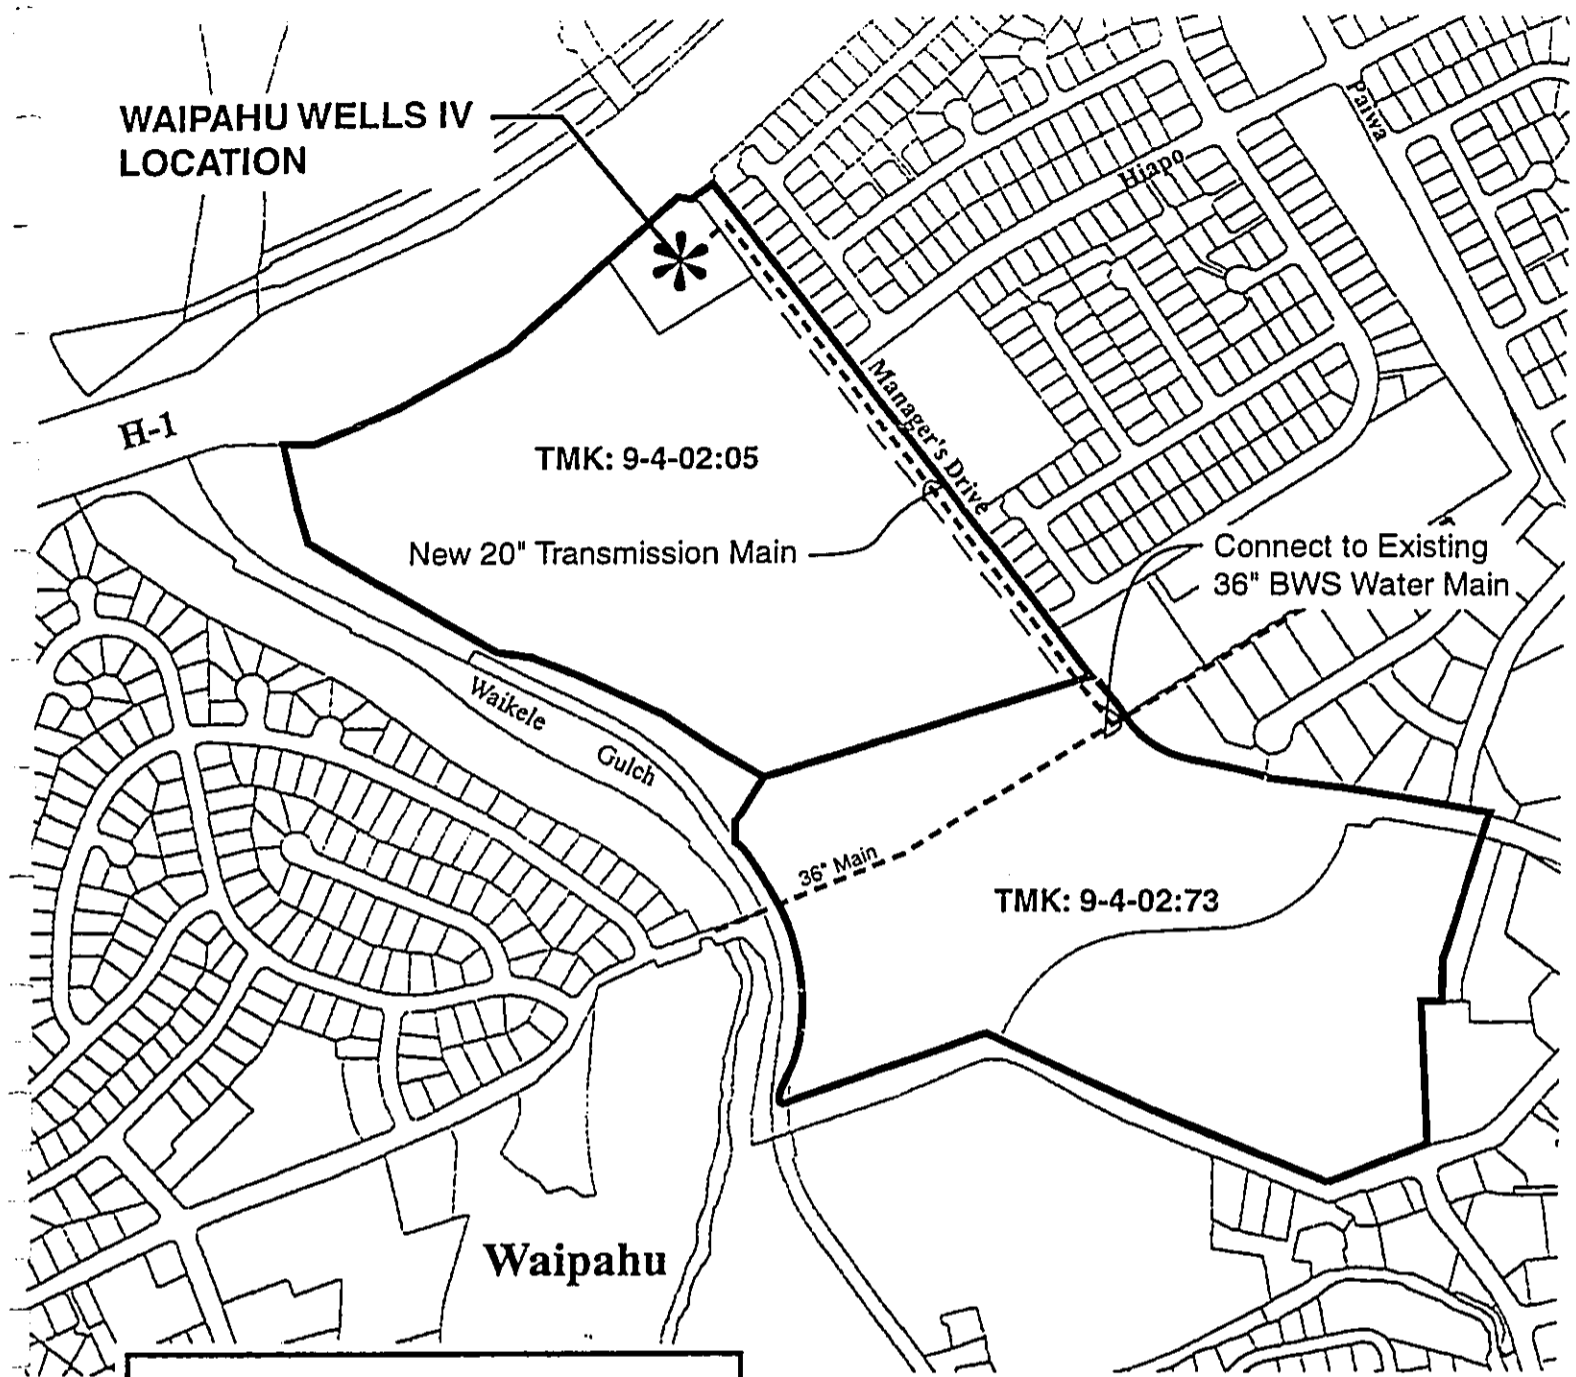 WAIPAHU WELLS IV
LOCATION
Paiwa
Hiapo
H-1
Manager's Drive
TMK: 9-4-02:05
New 20" Transmission Main
Connect to Existing
36" BWS Water Main
Waikele
Gulch
36" Main
TMK: 9-4-02:73
Waipahu